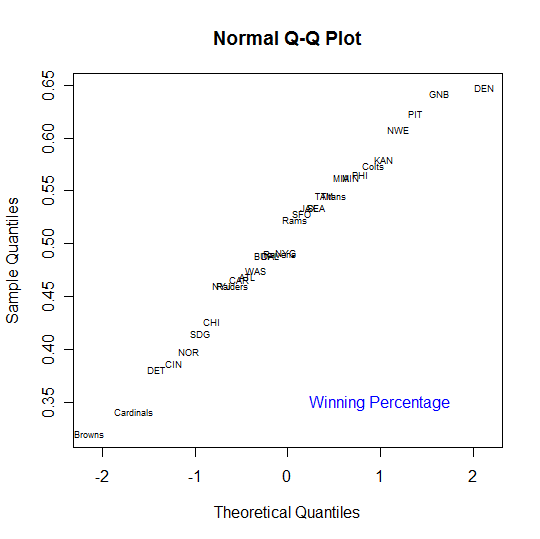 Normal Q-Q Plot
0.65
DEN
GNB
PIT
0.60
NWE
KAN
Colts
PHI
MIN
0.55
Titans
SEA
SFO
Rams
0.50
NYG
WAS
ATL
CAR
Raiders
0.45
CHI
SDG
0.40
NOR
CIN
DET
0.35
Cardinals
Winning Percentage
Browns
Sample Quantiles
-2 -1 0 1 2
Theoretical Quantiles